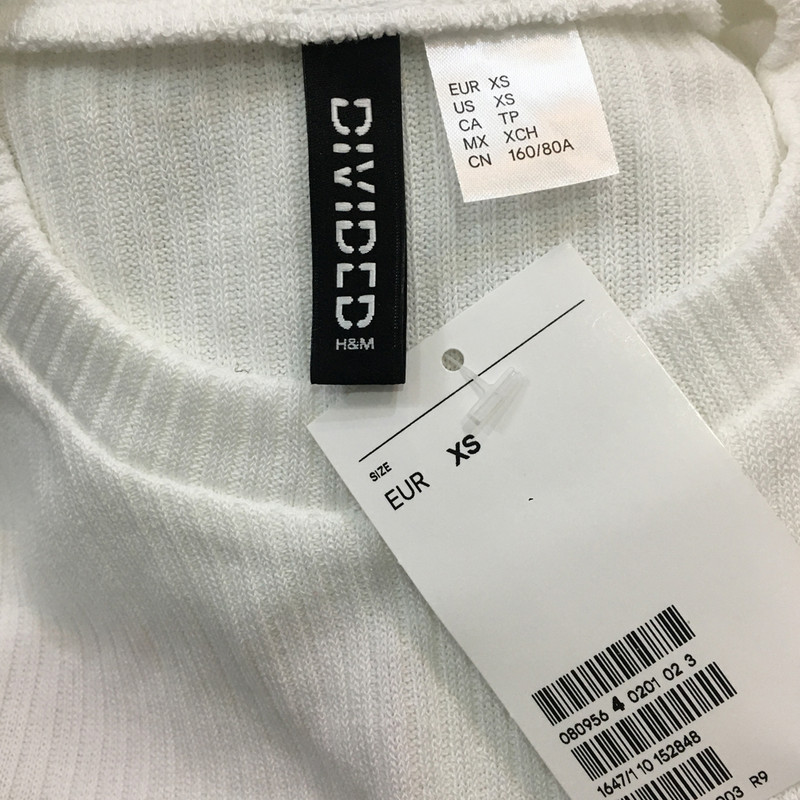 DIVIDED
H&M
EUR XS
US XS
CA TP
MX XCH
CN 160/80A
SIZE
EUR XS
080956 4 0201 02 3
1647/1 10 152848
R9